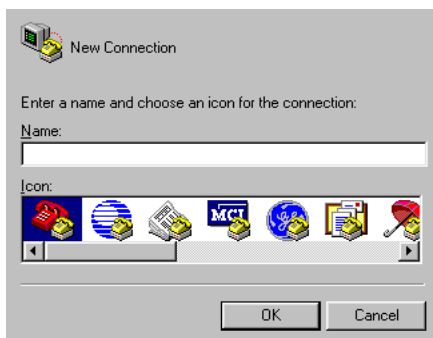 New Connection
Enter a name and choose an icon for the connection:
Name:
Icon:
MCI
OK Cancel